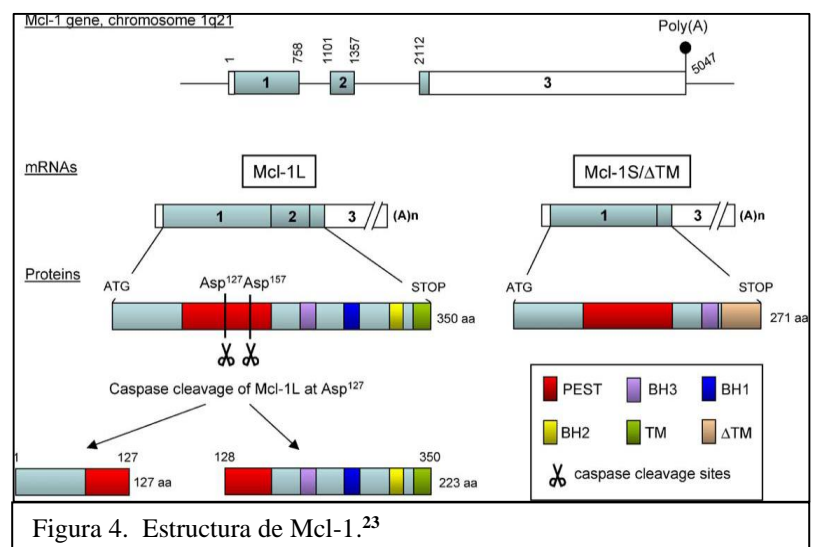 Mcl-1 gene, chromosome 1q21
Poly(A)
1
758
1101
1357
2112
5047
1
2
3
mRNAs
Mcl-1L
Mcl-1S/ΔTM
1
2
3
(A)n
1
3
(A)n
Proteins
ATG
Asp127
Asp157
STOP
350 aa
ATG
STOP
271 aa
Caspase cleavage of Mcl-1L at Asp127
1
127
127 aa
128
350
223 aa
PEST
BH3
BH1
BH2
TM
ΔTM
caspase cleavage sites
Figura 4. Estructura de Mcl-1.23